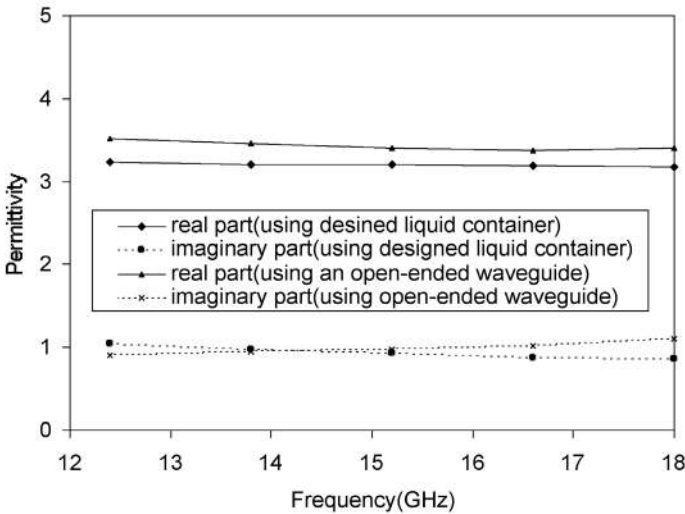 5
4
3
2
1
0
Permittivity
real part(using desined liquid container)
imaginary part(using designed liquid container)
real part(using an open-ended waveguide)
imaginary part(using open-ended waveguide)
12 13 14 15 16 17 18
Frequency(GHz)